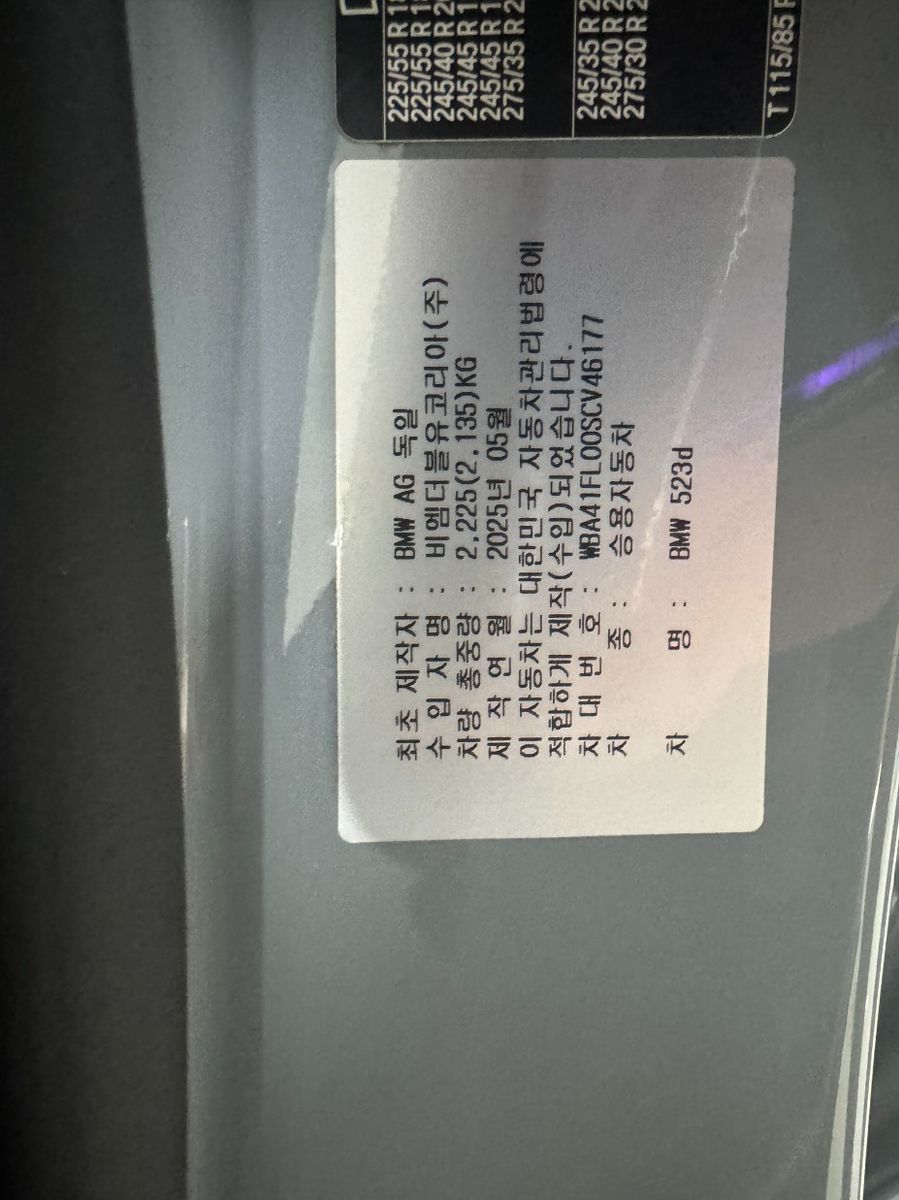 최초 제작자 : BMW AG 독일
수 입 자 명 : 비엠더블유코리아(주)
차량 총중량 : 2,225(2,135)KG
제 작 연 월 : 2025년 05월
이 자동차는 대한민국 자동차관리법령에
적합하게 제작(수입)되었습니다.
차 대 번 호 : WBA41FL00SCV46177
차 종 : 승용자동차
차 명 : BMW 523d
225/55 R
225/55 R
245/40 R
245/45 R
245/45 R
275/35 R
245/35 R
245/40 R
275/30 R
T 115/85